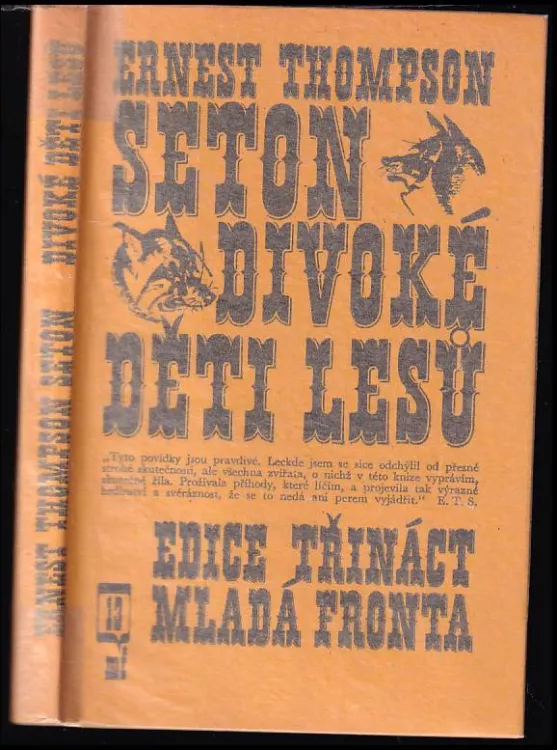 ERNEST THOMPSON
SETON
DIVOKÉ
DĚTI LESŮ
„Tyto povídky jsou pravdivé. Leckde jsem se sice odchýlil od přesné
strohé skutečnosti, ale všechna zvířata, o nichž v této knize vyprávím,
skutečně žila. Prožívala příhody, které líčím, a projevila tak výrazné
hrdinství a svéráznost, že se to nedá ani perem vyjádřit.“ E. T. S.
EDICE TŘINÁCT
MLADÁ FRONTA
13
ERNEST THOMPSON SETON DIVOKÉ DĚTI LESŮ